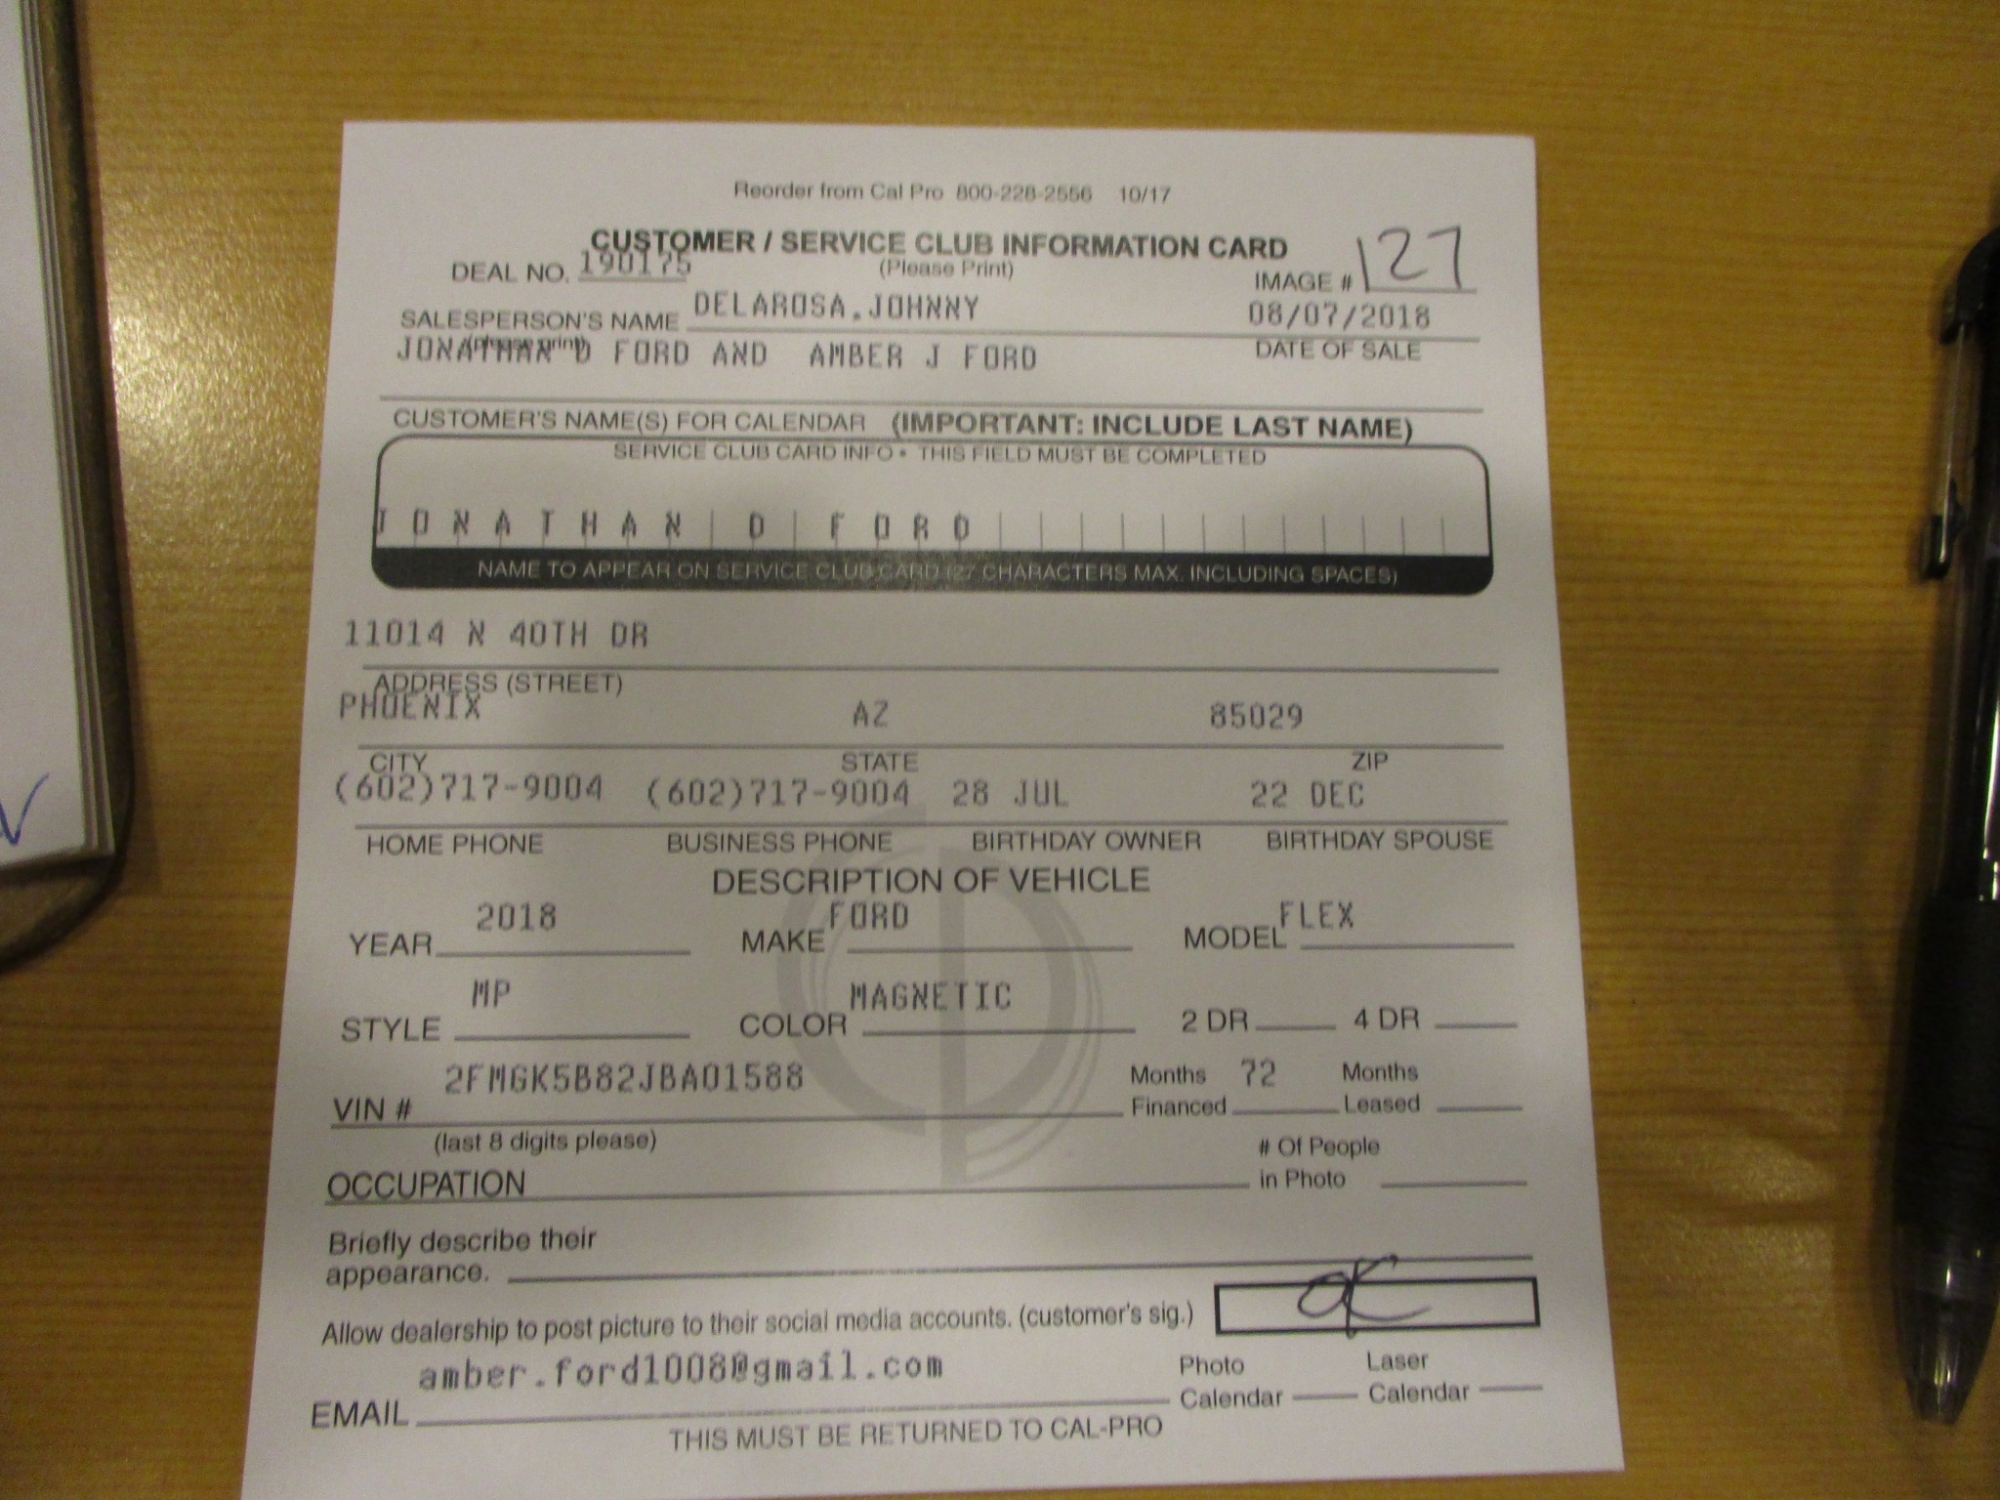 Reorder from Cal Pro 800-228-2556 10/17
CUSTOMER / SERVICE CLUB INFORMATION CARD
DEAL NO. 190175 (Please Print) IMAGE # 127
SALESPERSON'S NAME DELAROSA,JOHNNY 08/07/2018
(please print) DATE OF SALE
JONATHAN D FORD AND AMBER J FORD
CUSTOMER'S NAME(S) FOR CALENDAR (IMPORTANT: INCLUDE LAST NAME)
SERVICE CLUB CARD INFO • THIS FIELD MUST BE COMPLETED
JONATHAN D FORD
NAME TO APPEAR ON SERVICE CLUB CARD (27 CHARACTERS MAX. INCLUDING SPACES)
11014 N 40TH DR
ADDRESS (STREET)
PHOENIX AZ 85029
CITY STATE ZIP
(602)717-9004 (602)717-9004 28 JUL 22 DEC
HOME PHONE BUSINESS PHONE BIRTHDAY OWNER BIRTHDAY SPOUSE
DESCRIPTION OF VEHICLE
YEAR 2018 MAKE FORD MODEL FLEX
STYLE MP COLOR MAGNETIC 2 DR 4 DR
VIN # 2FMGK5B82JBA01588 Months Financed 72 Months Leased
(last 8 digits please)
OCCUPATION # Of People in Photo
Briefly describe their
appearance.
Allow dealership to post picture to their social media accounts. (customer's sig.)
EMAIL amber.ford1008@gmail.com Photo Calendar Laser Calendar
THIS MUST BE RETURNED TO CAL-PRO